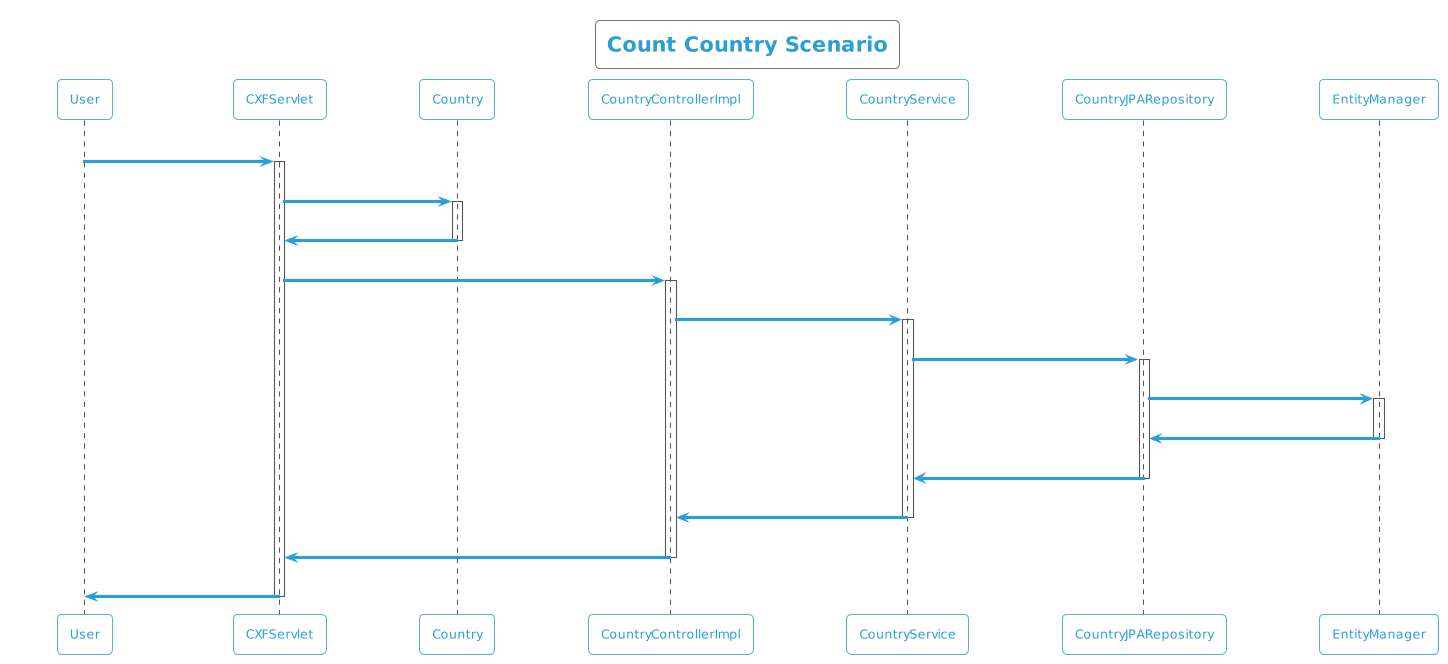 Count Country Scenario
User
CXFServlet
Country
CountryControllerImpl
CountryService
CountryJPARepository
EntityManager
User
CXFServlet
Country
CountryControllerImpl
CountryService
CountryJPARepository
EntityManager